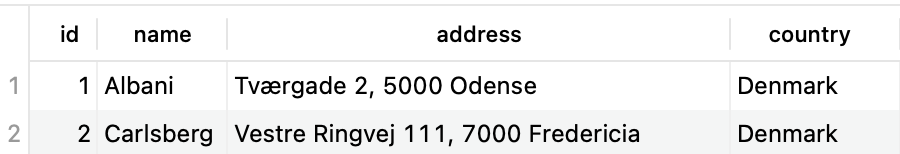 id name address country
1 1 Albani Tværgade 2, 5000 Odense Denmark
2 2 Carlsberg Vestre Ringvej 111, 7000 Fredericia Denmark